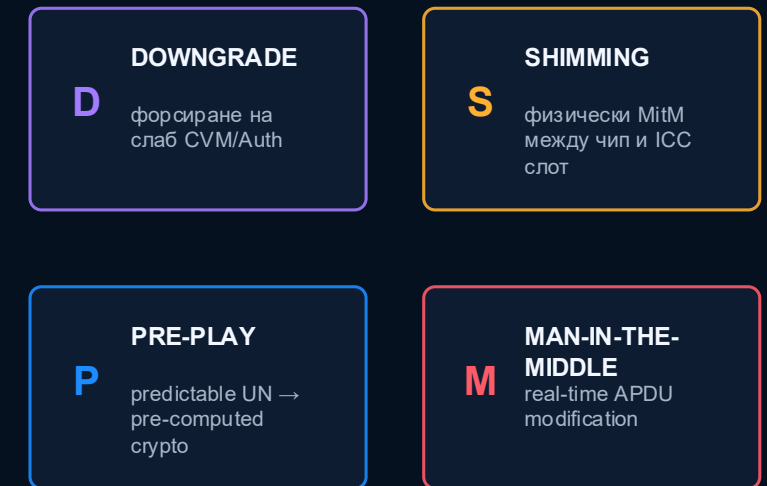 DOWNGRADE
D
форсиране на
слаб CVM/Auth
SHIMMING
S
физически MitM
между чип и ICC
слот
PRE-PLAY
P
predictable UN →
pre-computed
crypto
MAN-IN-THE-
MIDDLE
M
real-time APDU
modification